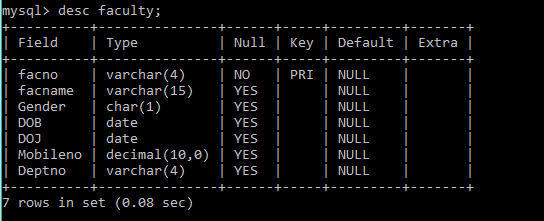 mysql> desc faculty;
+----------+---------------+------+-----+---------+-------+
| Field    | Type          | Null | Key | Default | Extra |
+----------+---------------+------+-----+---------+-------+
| facno    | varchar(4)    | NO   | PRI | NULL    |       |
| facname  | varchar(15)   | YES  |     | NULL    |       |
| Gender   | char(1)       | YES  |     | NULL    |       |
| DOB      | date          | YES  |     | NULL    |       |
| DOJ      | date          | YES  |     | NULL    |       |
| Mobileno | decimal(10,0) | YES  |     | NULL    |       |
| Deptno   | varchar(4)    | YES  |     | NULL    |       |
+----------+---------------+------+-----+---------+-------+
7 rows in set (0.08 sec)